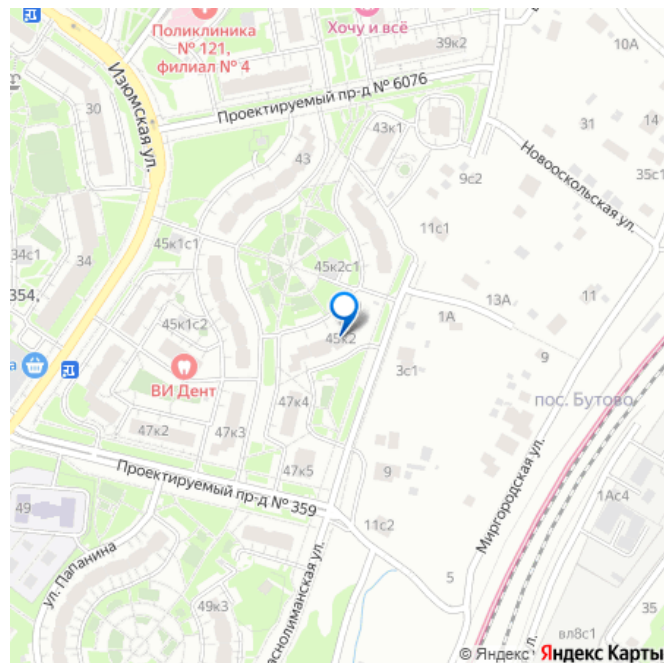 Поликлиника
№ 121,
филиал № 4
Хочу и всё
39к2
10А
Изюмская ул.
30
Проектируемый пр-д № 6076
43к1
31
14
Новооскольская ул.
43
9с2
35с1
11с1
34с1
34
45к1с1
45к2с1
354,
13А
11
1А
45к1с2
45к2
9
3с1
ВИ Дент
пос. Бутово
47к4
47к2
47к3
Миргородская ул.
Проектируемый пр-д № 359
47к5
9
1Ас4
49
11с2
ул. Папанина
5
49к3
аснолиманская ул.
35
вл8с1
© Яндекс
Яндекс Карты